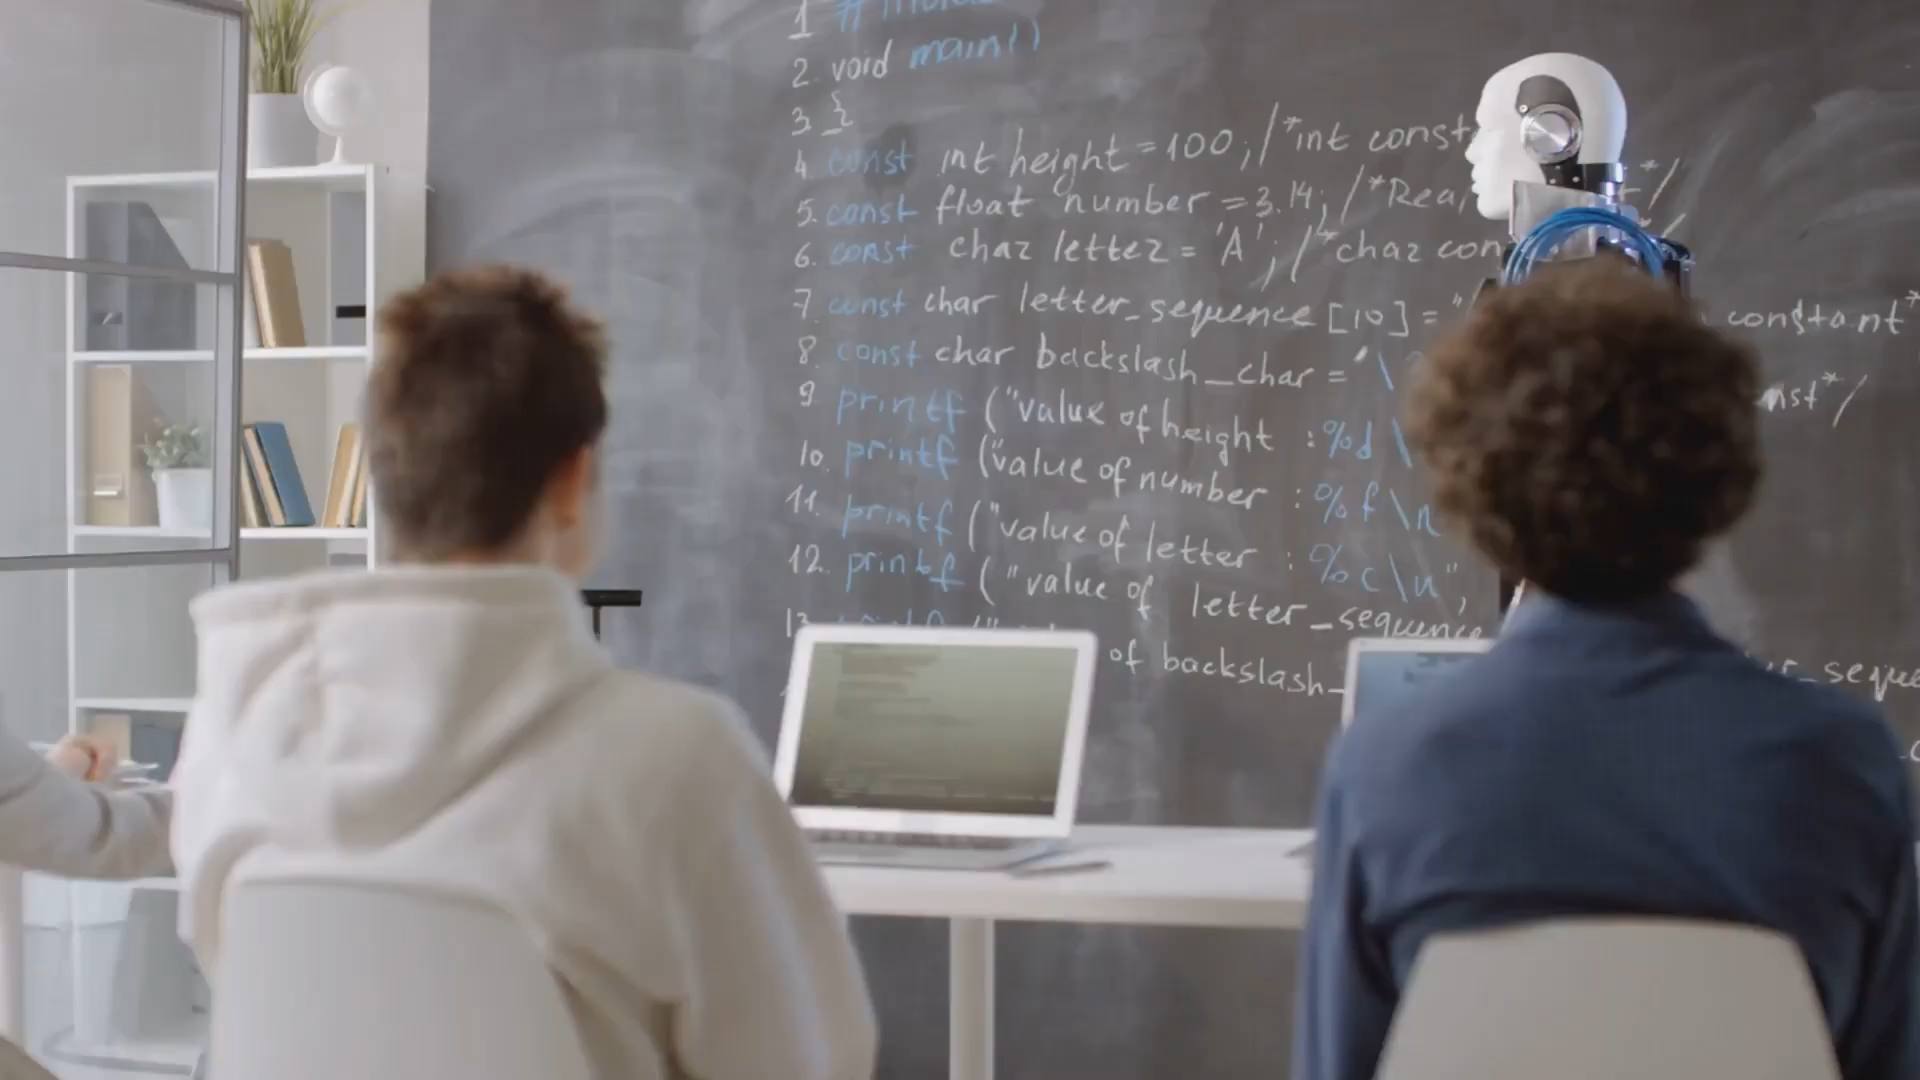 1 #
2. void main()
3. {
4. const int height = 100; /*int const
5. const float number = 3.14; /*Rea */
6. const char letter = 'A'; /*char con */
7. const char letter_sequence [10] = " constant*
8. const char backslash_char = '\ nst*/
9 printf ("value of height : %d \
10. printf ("value of number : %f\n
11. printf ("value of letter : %c\n",
12. printf ("value of letter_sequence
13 of backslash_ r_seque